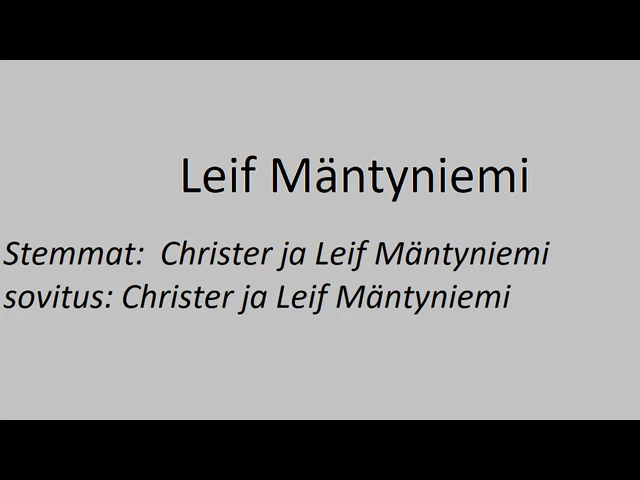 Leif Mäntyniemi
Stemmat:  Christer ja Leif Mäntyniemi
sovitus: Christer ja Leif Mäntyniemi